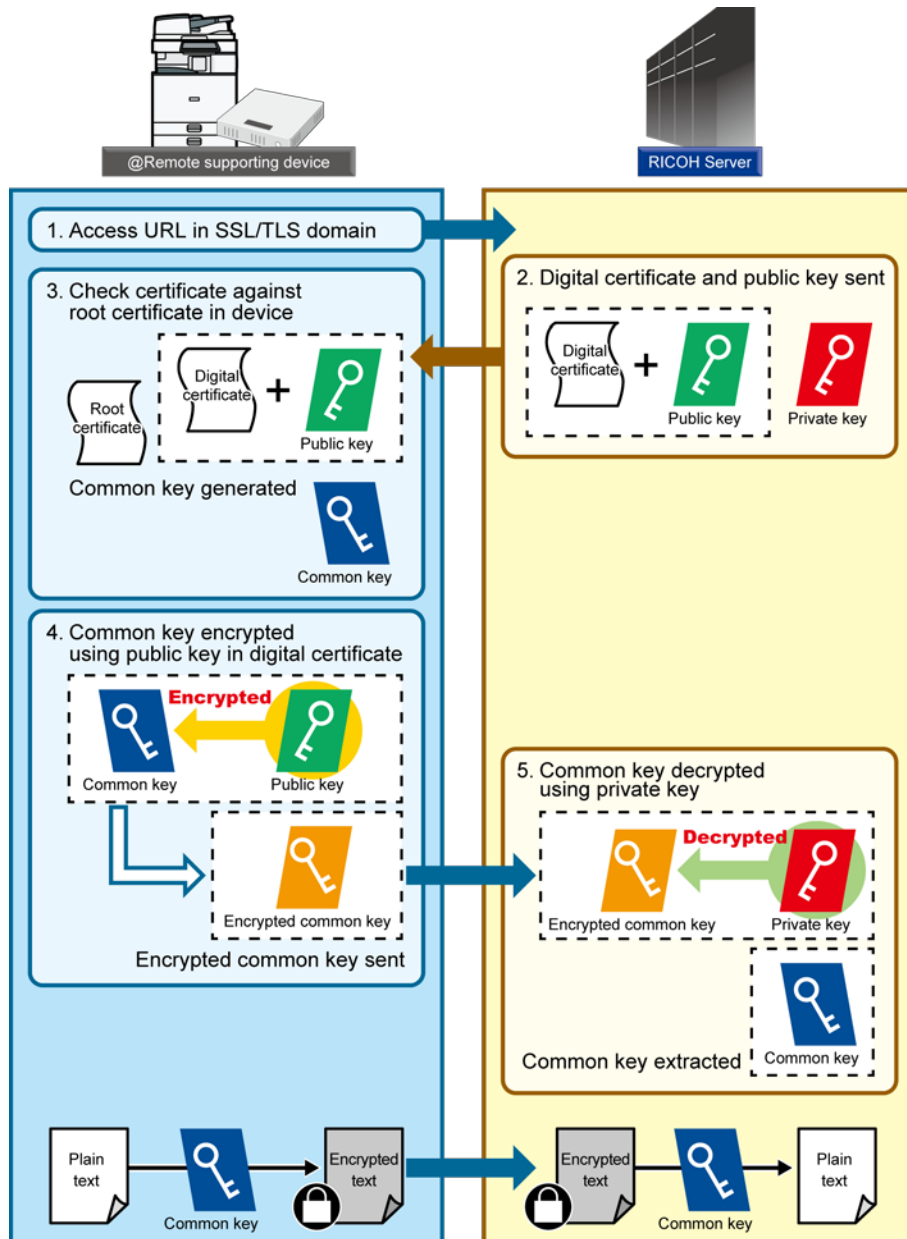 @Remote supporting device
RICOH Server
1. Access URL in SSL/TLS domain
2. Digital certificate and public key sent
Digital
certificate
+
Public key
Private key
3. Check certificate against
root certificate in device
Root
certificate
Digital
certificate
+
Public key
Common key generated
Common key
4. Common key encrypted
using public key in digital certificate
Encrypted
Common key
Public key
Encrypted common key
Encrypted common key sent
5. Common key decrypted
using private key
Decrypted
Encrypted common key
Private key
Common key extracted
Common key
Plain
text
Common key
Encrypted
text
Encrypted
text
Common key
Plain
text